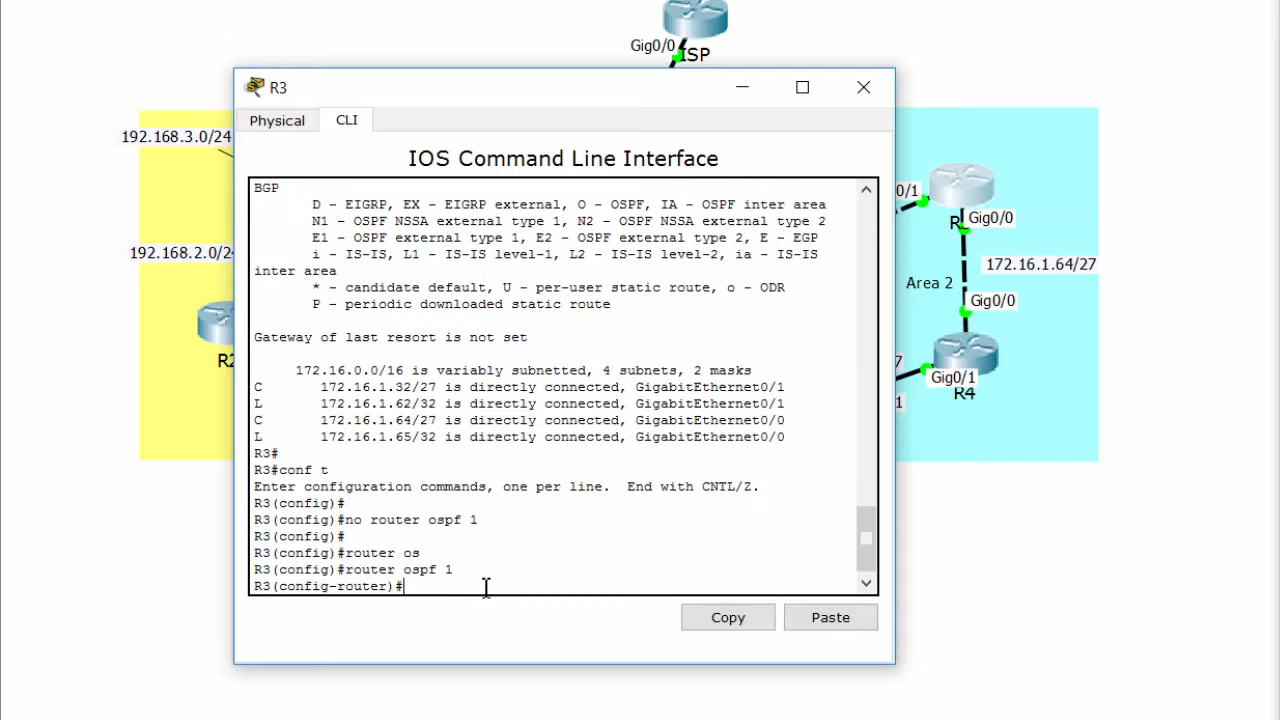 Gig0/0
ISP
R3
Physical
CLI
192.168.3.0/24
IOS Command Line Interface
BGP
D - EIGRP, EX - EIGRP external, O - OSPF, IA - OSPF inter area
N1 - OSPF NSSA external type 1, N2 - OSPF NSSA external type 2
E1 - OSPF external type 1, E2 - OSPF external type 2, E - EGP
i - IS-IS, L1 - IS-IS level-1, L2 - IS-IS level-2, ia - IS-IS
inter area
* - candidate default, U - per-user static route, o - ODR
P - periodic downloaded static route
Gateway of last resort is not set
172.16.0.0/16 is variably subnetted, 4 subnets, 2 masks
C 172.16.1.32/27 is directly connected, GigabitEthernet0/1
L 172.16.1.62/32 is directly connected, GigabitEthernet0/1
C 172.16.1.64/27 is directly connected, GigabitEthernet0/0
L 172.16.1.65/32 is directly connected, GigabitEthernet0/0
R3#
R3#conf t
Enter configuration commands, one per line. End with CNTL/Z.
R3(config)#
R3(config)#no router ospf 1
R3(config)#
R3(config)#router os
R3(config)#router ospf 1
R3(config-router)#
Copy
Paste
192.168.2.0/24
R2
0/1
Gig0/0
172.16.1.64/27
Area 2
Gig0/0
7
Gig0/1
1
R4